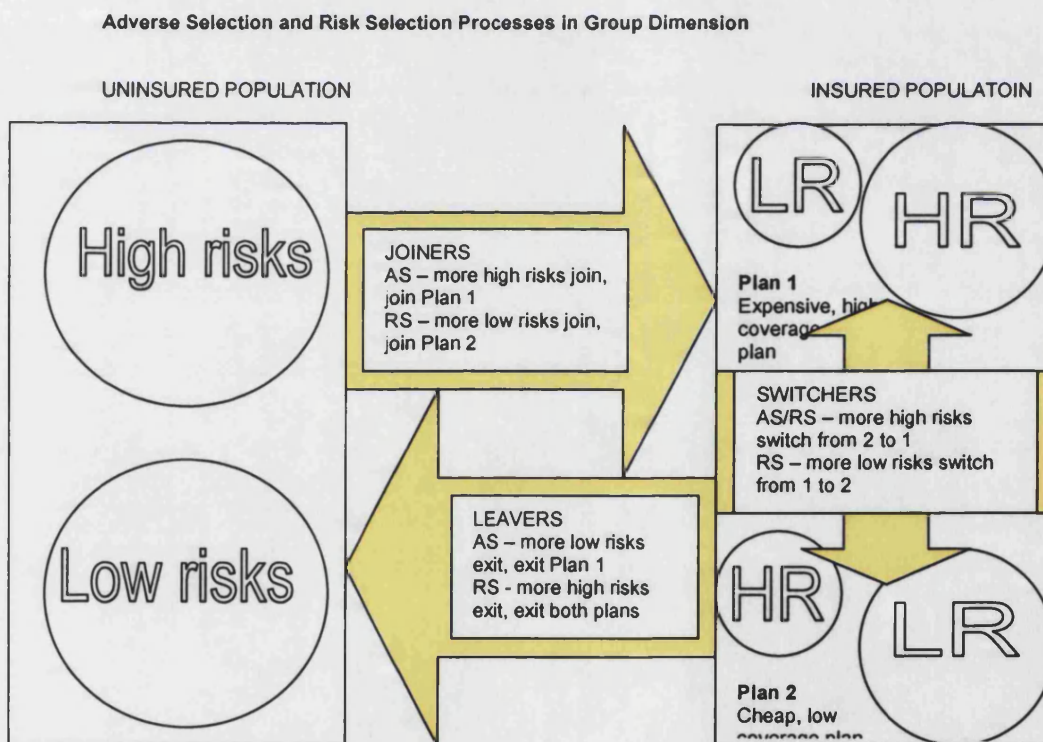 Adverse Selection and Risk Selection Processes in Group Dimension
UNINSURED POPULATION
INSURED POPULATOIN
High risks
Low risks
JOINERS
AS – more high risks join,
join Plan 1
RS – more low risks join,
join Plan 2
LEAVERS
AS – more low risks
exit, exit Plan 1
RS - more high risks
exit, exit both plans
LR
HR
Plan 1
Expensive, high
coverage
plan
SWITCHERS
AS/RS – more high risks
switch from 2 to 1
RS – more low risks switch
from 1 to 2
HR
LR
Plan 2
Cheap, low
coverage plan